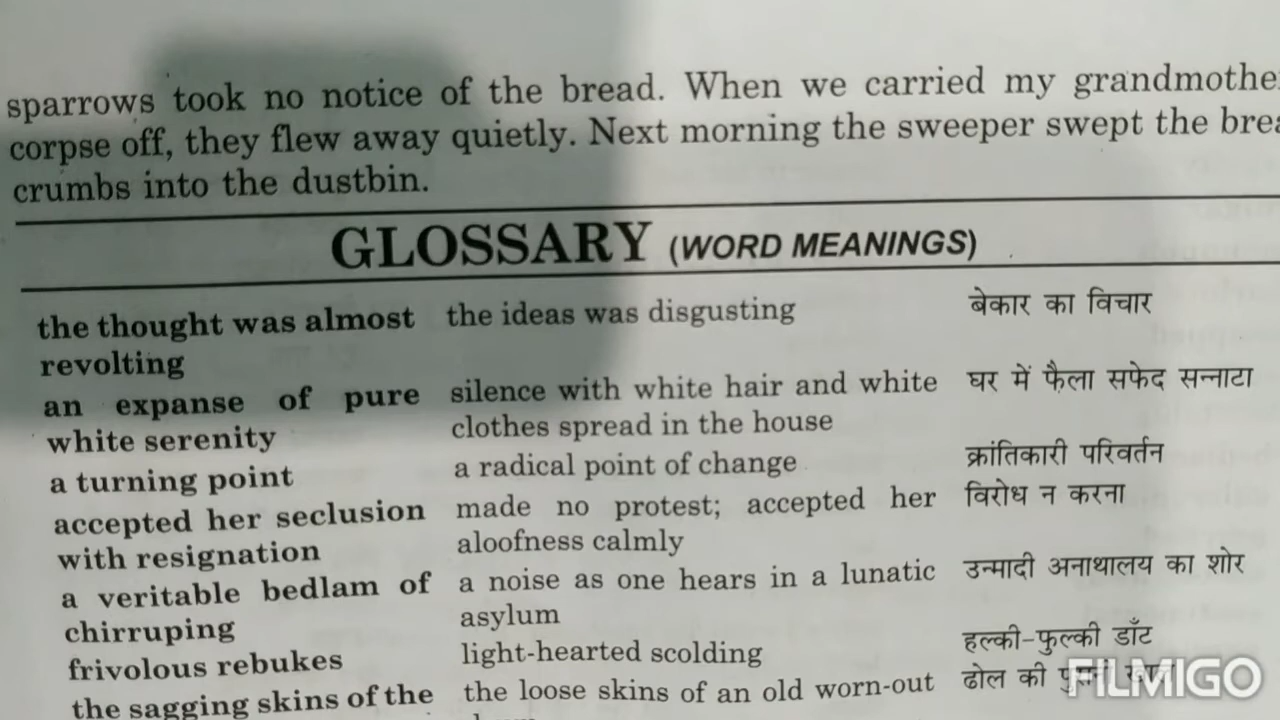 sparrows took no notice of the bread. When we carried my grandmothe
corpse off, they flew away quietly. Next morning the sweeper swept the brea
crumbs into the dustbin.
GLOSSARY (WORD MEANINGS)
the thought was almost the ideas was disgusting बेकार का विचार
revolting
an expanse of pure silence with white hair and white घर में फैला सफेद सन्नाटा
white serenity clothes spread in the house
a turning point a radical point of change क्रांतिकारी परिवर्तन
accepted her seclusion made no protest; accepted her विरोध न करना
with resignation aloofness calmly
a veritable bedlam of a noise as one hears in a lunatic उन्मादी अनाथालय का शोर
chirruping asylum
frivolous rebukes light-hearted scolding हल्की-फुल्की डाँट
the sagging skins of the the loose skins of an old worn-out ढोल की
FILMIGO